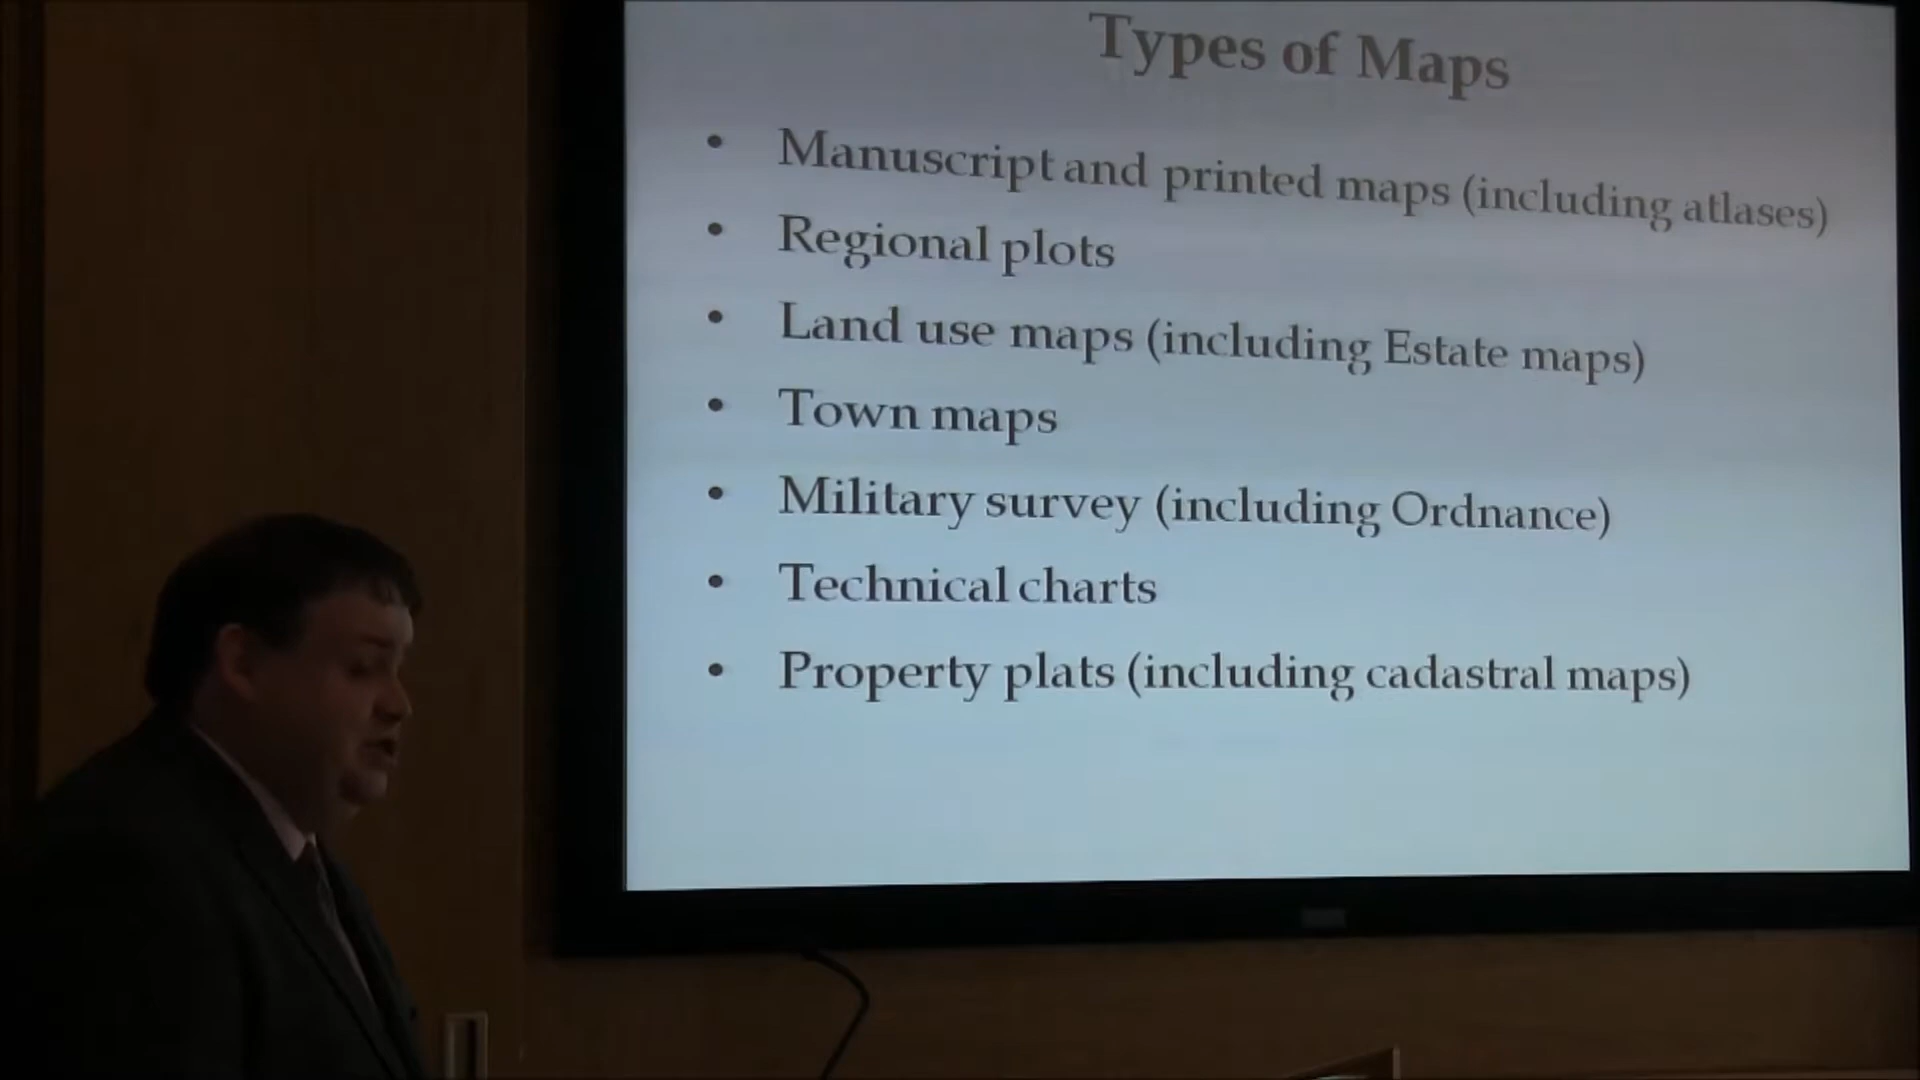 Types of Maps
• Manuscript and printed maps (including atlases)
• Regional plots
• Land use maps (including Estate maps)
• Town maps
• Military survey (including Ordnance)
• Technical charts
• Property plats (including cadastral maps)